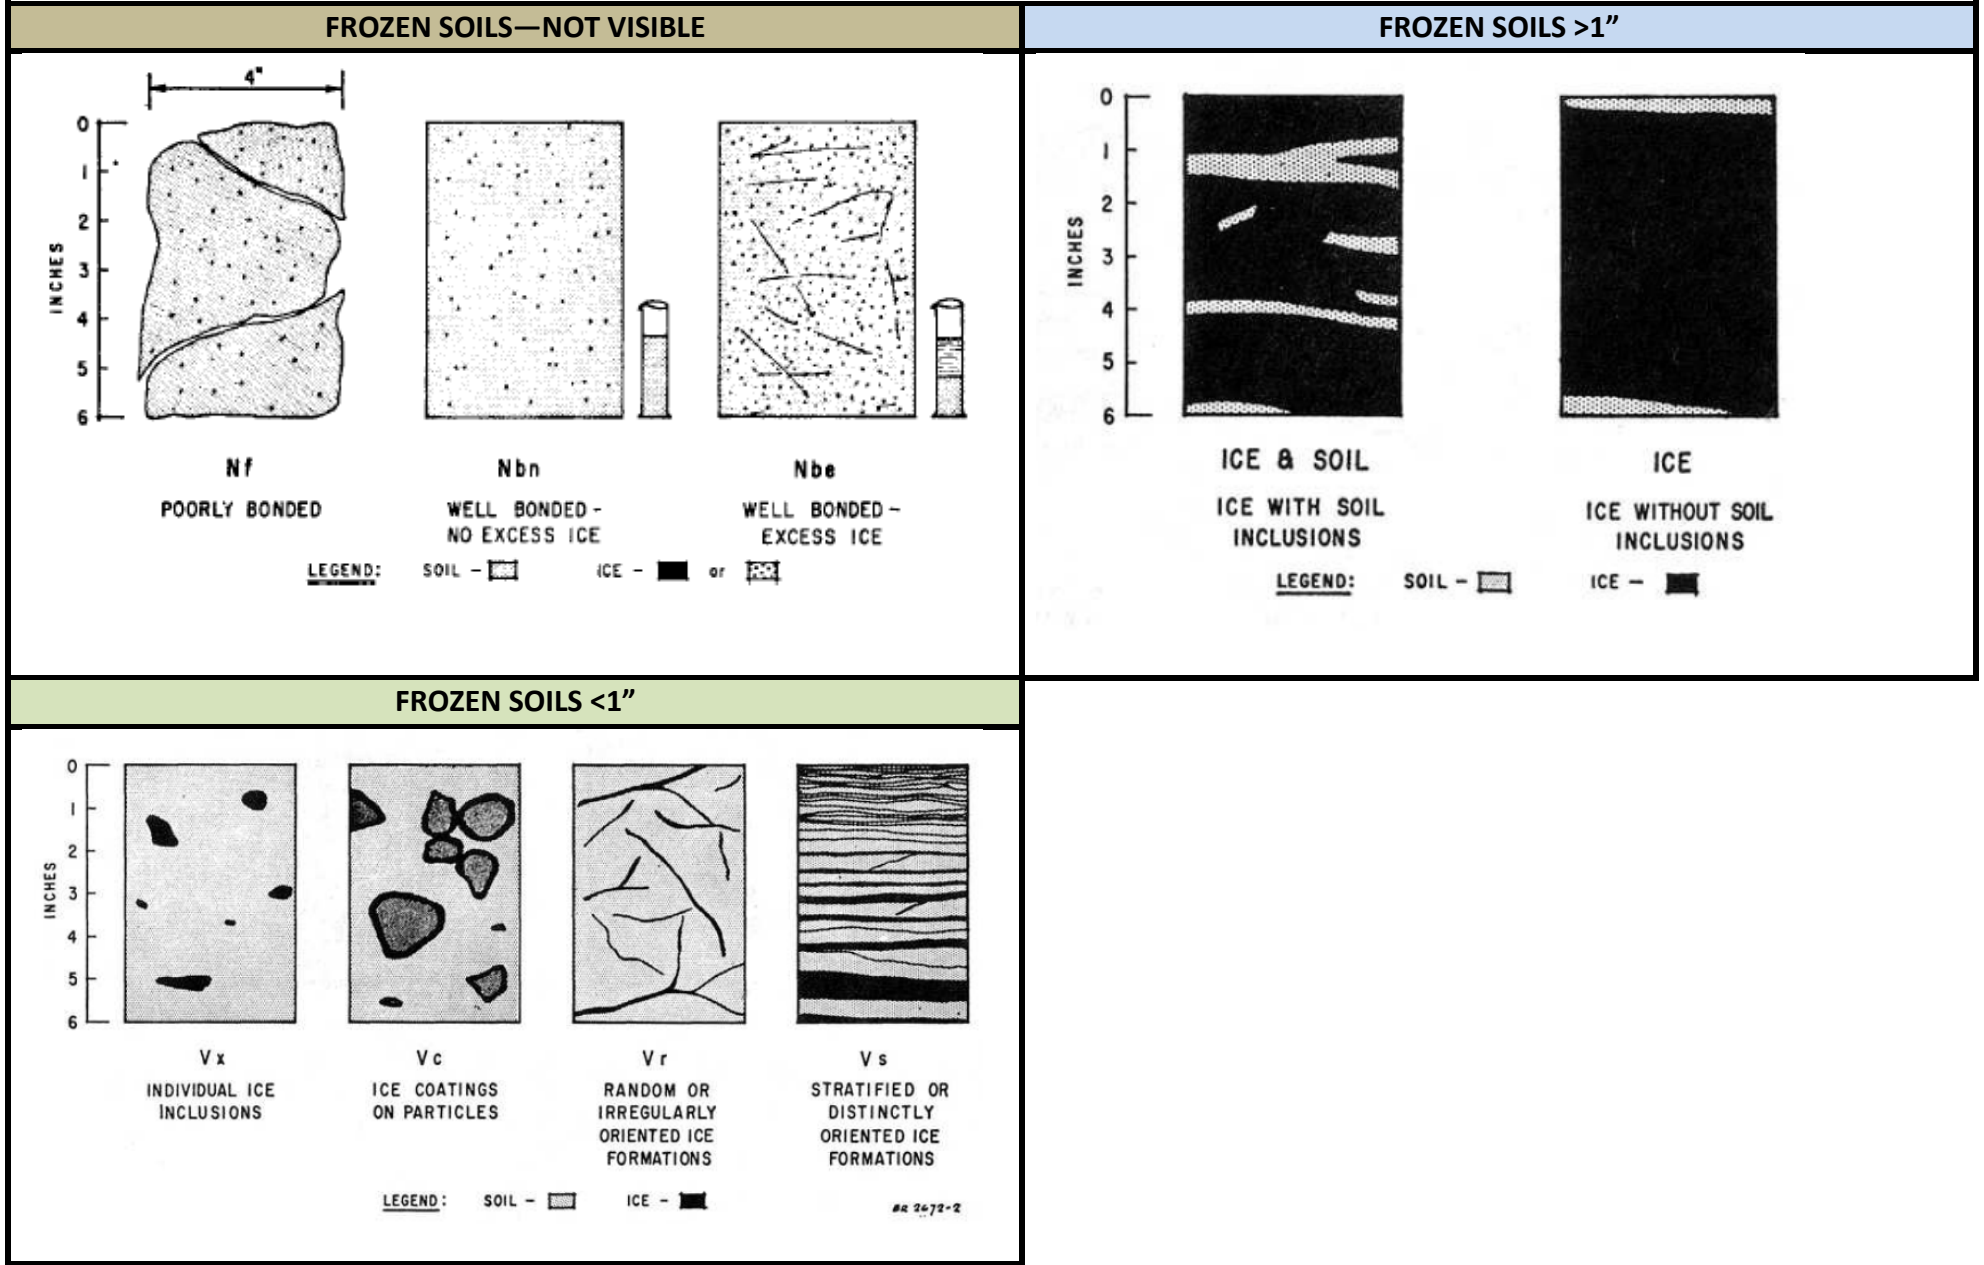 FROZEN SOILS—NOT VISIBLE
4"
0
1
2
3
4
5
6
INCHES
Nf
POORLY BONDED
Nbn
WELL BONDED -
NO EXCESS ICE
Nbe
WELL BONDED -
EXCESS ICE
LEGEND: SOIL - ICE - or
FROZEN SOILS >1”
0
1
2
3
4
5
6
INCHES
ICE & SOIL
ICE WITH SOIL
INCLUSIONS
ICE
ICE WITHOUT SOIL
INCLUSIONS
LEGEND: SOIL - ICE -
FROZEN SOILS <1”
0
1
2
3
4
5
6
INCHES
Vx
INDIVIDUAL ICE
INCLUSIONS
Vc
ICE COATINGS
ON PARTICLES
Vr
RANDOM OR
IRREGULARLY
ORIENTED ICE
FORMATIONS
Vs
STRATIFIED OR
DISTINCTLY
ORIENTED ICE
FORMATIONS
LEGEND: SOIL - ICE -